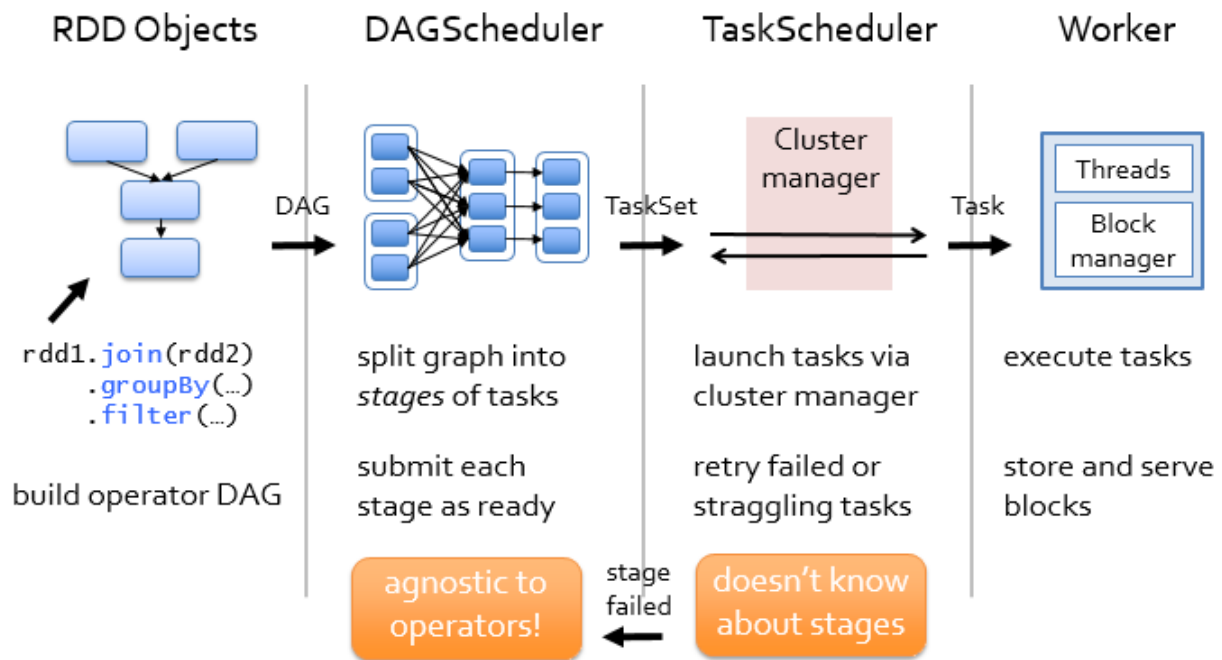 RDD Objects
DAGScheduler
TaskScheduler
Worker
DAG
TaskSet
Cluster
manager
Task
Threads
Block
manager
rdd1.join(rdd2)
.groupBy(…)
.filter(…)
build operator DAG
split graph into
stages of tasks
submit each
stage as ready
agnostic to
operators!
launch tasks via
cluster manager
retry failed or
straggling tasks
stage
failed
doesn't know
about stages
execute tasks
store and serve
blocks